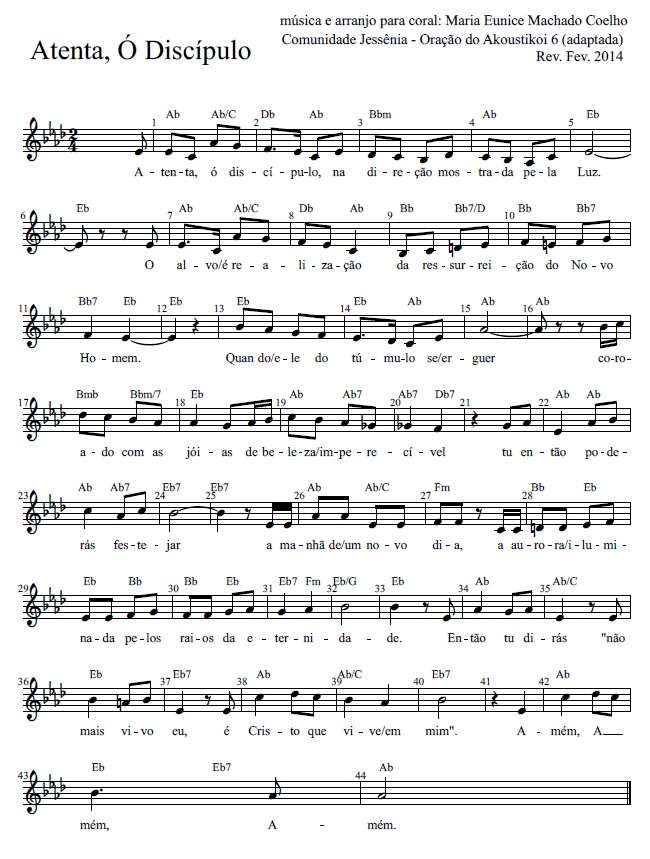 música e arranjo para coral: Maria Eunice Machado Coelho
Atenta, Ó Discípulo
Comunidade Jessênia - Oração do Akoustikoi 6 (adaptada)
Rev. Fev. 2014
1 Ab Ab/C 2 Db Ab 3 Bbm 4 Ab 5 Eb
A - ten-ta, ó dis - cí - pu-lo, na di - re - ção mos - tra-da pe - la Luz.
6 Eb 7 Ab Ab/C 8 Db Ab 9 Bb Bb7/D 10 Bb Bb7
O al - vo/é re - a - li - za - ção da res - sur - rei - ção do No - vo
11 Bb7 Eb 12 Eb 13 Bb Ab 14 Eb Ab 15 Ab 16 Ab
Ho - mem. Quan do/e - le do tú - mu-lo se/er - guer co-ro-
17 Bmb Bbm/7 18 Eb 19 Ab Ab7 20 Ab7 Db7 21 22 Ab Ab
a - do com as jói - as de be - le-za/im-pe-re - cí - vel tu en - tão po - de -
23 Ab Ab7 24 Eb7 25 Eb7 26 Ab Ab/C 27 Fm 28 Bb Eb
rás fes - te - jar a ma - nhã de/um no - vo di - a, a au-ro - ra/i - lu - mi -
29 Eb Bb 30 Bb Bb 31 Eb Eb7 Fm 32 Eb/G 33 Eb 34 Ab 35 Ab/C
na - da pe - los rai - os da e - ter - ni - da - de. En - tão tu di - rás "não
36 Eb 37 Eb7 38 Ab 39 Ab/C 40 Eb7 41 Eb7 42 Ab
mais vi - vo eu, é Cris - to que vi - ve/em mim". A - mém, A
43 Eb Eb7 44 Ab
mém, A - mém.